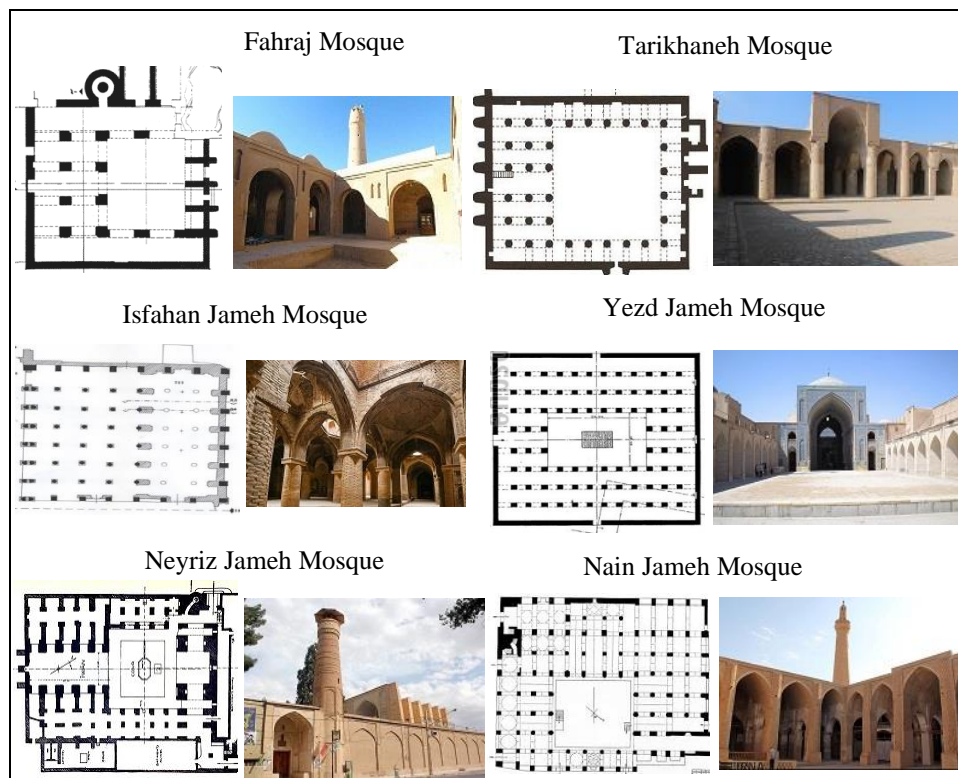 Fahraj Mosque
Tarikhaneh Mosque
Isfahan Jameh Mosque
Yezd Jameh Mosque
Neyriz Jameh Mosque
Nain Jameh Mosque